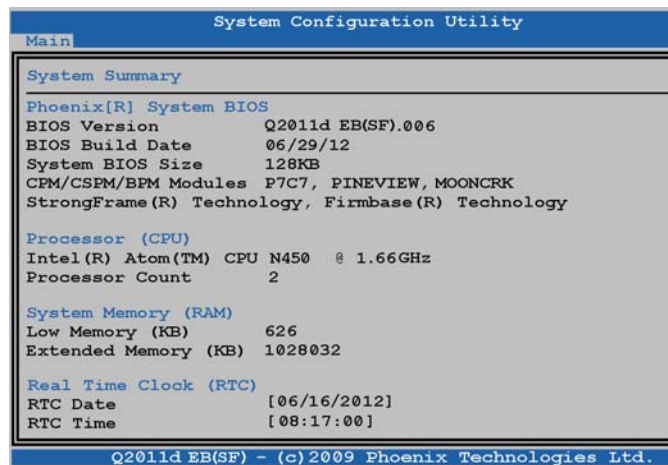 System Configuration Utility
Main
System Summary
Phoenix[R] System BIOS
BIOS Version Q2011d EB(SF).006
BIOS Build Date 06/29/12
System BIOS Size 128KB
CPM/CSPM/BPM Modules P7C7, PINEVIEW, MOONCRK
StrongFrame(R) Technology, Firmbase(R) Technology
Processor (CPU)
Intel(R) Atom(TM) CPU N450 @ 1.66GHz
Processor Count 2
System Memory (RAM)
Low Memory (KB) 626
Extended Memory (KB) 1028032
Real Time Clock (RTC)
RTC Date [06/16/2012]
RTC Time [08:17:00]
Q2011d EB(SF) - (c)2009 Phoenix Technologies Ltd.